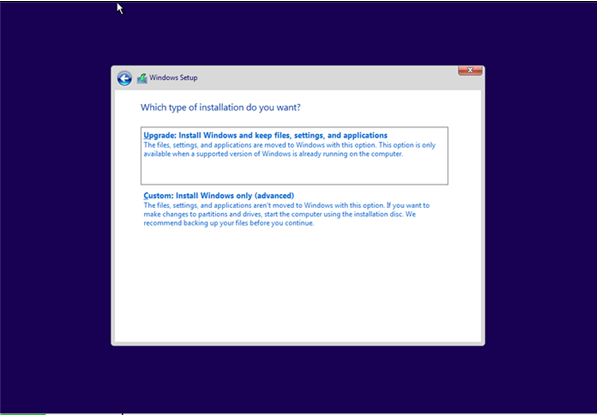 Windows Setup
Which type of installation do you want?
Upgrade: Install Windows and keep files, settings, and applications
The files, settings, and applications are moved to Windows with this option. This option is only
available when a supported version of Windows is already running on the computer.
Custom: Install Windows only (advanced)
The files, settings, and applications aren't moved to Windows with this option. If you want to
make changes to partitions and drives, start the computer using the installation disc. We
recommend backing up your files before you continue.